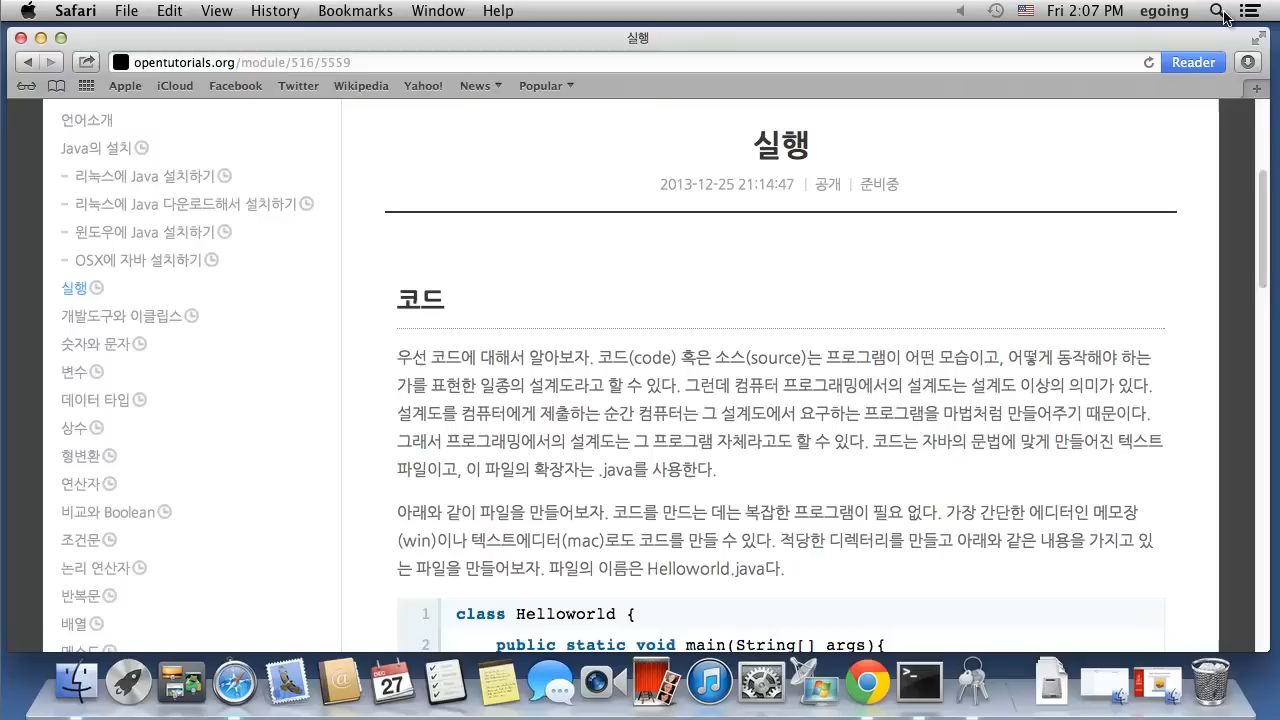 Safari File Edit View History Bookmarks Window Help Fri 2:07 PM egoing
실행
opentutorials.org/module/516/5559 Reader
Apple iCloud Facebook Twitter Wikipedia Yahoo! News Popular
언어소개
Java의 설치
– 리눅스에 Java 설치하기
– 리눅스에 Java 다운로드해서 설치하기
– 윈도우에 Java 설치하기
– OSX에 자바 설치하기
실행
개발도구와 이클립스
숫자와 문자
변수
데이터 타입
상수
형변환
연산자
비교와 Boolean
조건문
논리 연산자
반복문
배열
메소드
실행
2013-12-25 21:14:47 | 공개 | 준비중
코드
우선 코드에 대해서 알아보자. 코드(code) 혹은 소스(source)는 프로그램이 어떤 모습이고, 어떻게 동작해야 하는
가를 표현한 일종의 설계도라고 할 수 있다. 그런데 컴퓨터 프로그래밍에서의 설계도는 설계도 이상의 의미가 있다.
설계도를 컴퓨터에게 제출하는 순간 컴퓨터는 그 설계도에서 요구하는 프로그램을 마법처럼 만들어주기 때문이다.
그래서 프로그래밍에서의 설계도는 그 프로그램 자체라고도 할 수 있다. 코드는 자바의 문법에 맞게 만들어진 텍스트
파일이고, 이 파일의 확장자는 .java를 사용한다.
아래와 같이 파일을 만들어보자. 코드를 만드는 데는 복잡한 프로그램이 필요 없다. 가장 간단한 에디터인 메모장
(win)이나 텍스트에디터(mac)로도 코드를 만들 수 있다. 적당한 디렉터리를 만들고 아래와 같은 내용을 가지고 있
는 파일을 만들어보자. 파일의 이름은 Helloworld.java다.
1 class Helloworld {
2 public static void main(String[] args){
27